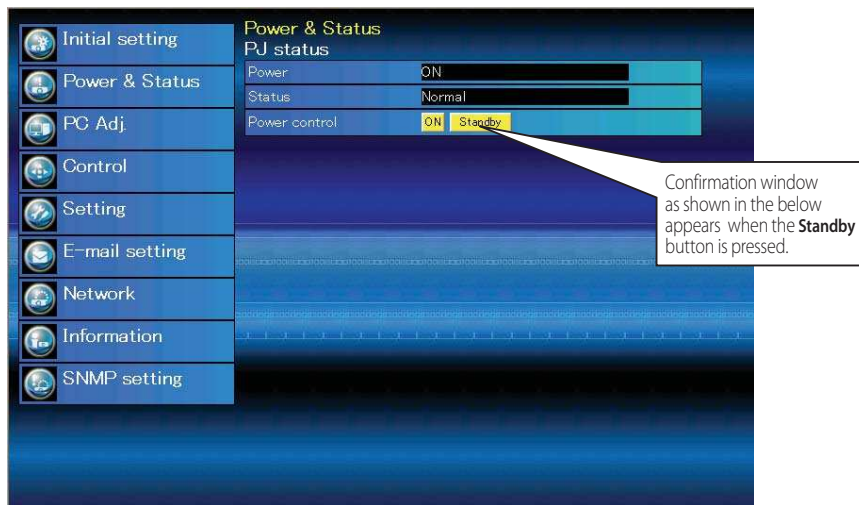 Initial setting
Power & Status
PC Adj.
Control
Setting
E-mail setting
Network
Information
SNMP setting
Power & Status
PJ status
Power ON
Status Normal
Power control ON Standby
Confirmation window
as shown in the below
appears when the Standby
button is pressed.